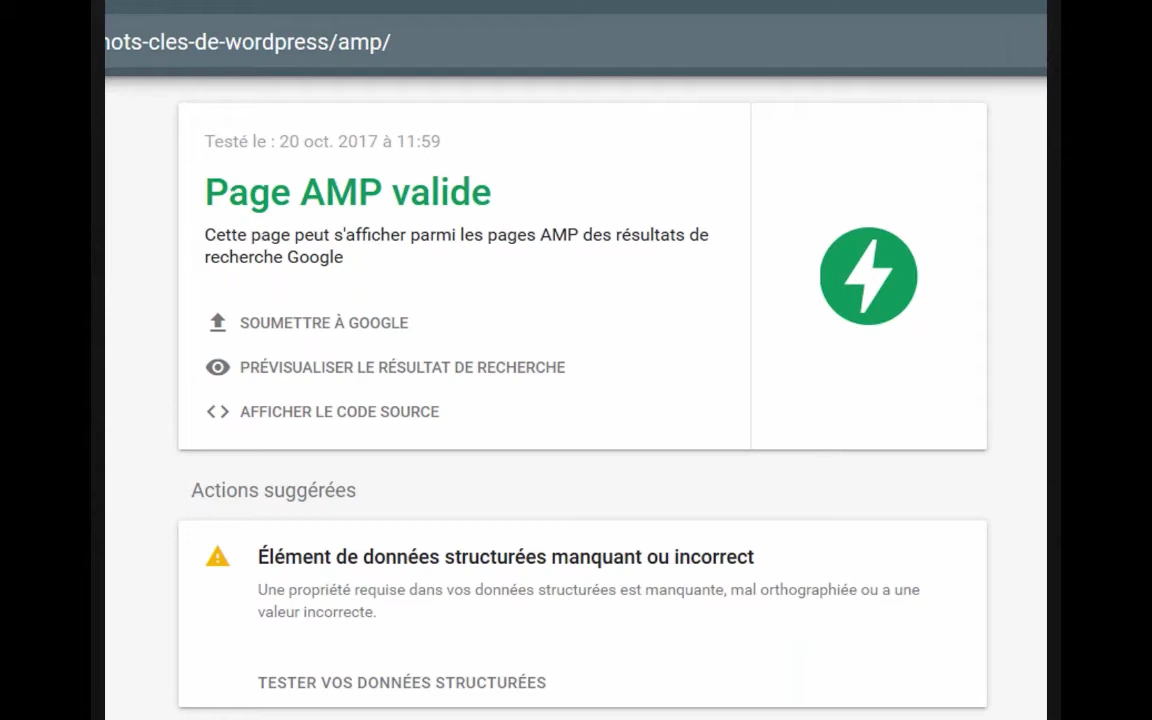 hots-cles-de-wordpress/amp/
Testé le : 20 oct. 2017 à 11:59
Page AMP valide
Cette page peut s'afficher parmi les pages AMP des résultats de
recherche Google
SOUMETTRE À GOOGLE
PRÉVISUALISER LE RÉSULTAT DE RECHERCHE
AFFICHER LE CODE SOURCE
Actions suggérées
Élément de données structurées manquant ou incorrect
Une propriété requise dans vos données structurées est manquante, mal orthographiée ou a une
valeur incorrecte.
TESTER VOS DONNÉES STRUCTURÉES